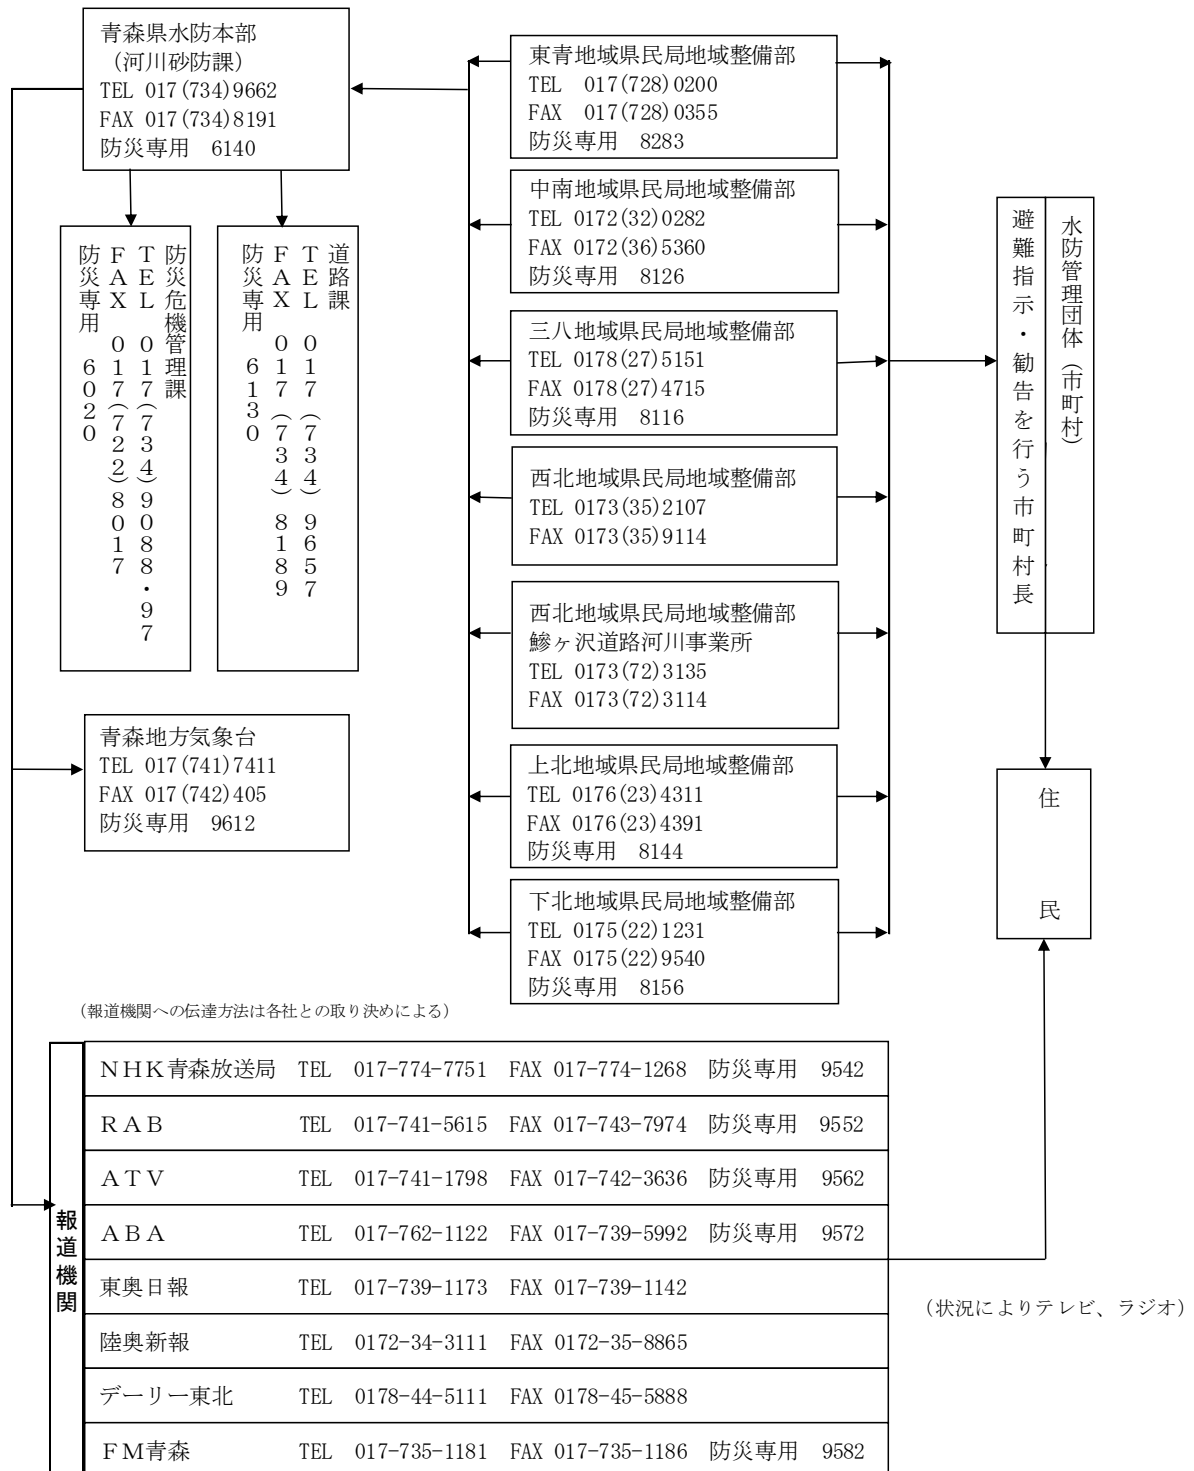 青森県水防本部
（河川砂防課）
TEL 017(734)9662
FAX 017(734)8191
防災専用　6140
防災危機管理課
ＴＥＬ　０１７(７３４)９０８８・９７
ＦＡＸ　０１７(７２２)８０１７
防災専用　６０２０
道路課
ＴＥＬ　０１７（７３４）９６５７
ＦＡＸ　０１７（７３４）８１８９
防災専用　６１３０
青森地方気象台
TEL 017(741)7411
FAX 017(742)405
防災専用　9612
東青地域県民局地域整備部
TEL　017(728)0200
FAX　017(728)0355
防災専用　8283
中南地域県民局地域整備部
TEL 0172(32)0282
FAX 0172(36)5360
防災専用　8126
三八地域県民局地域整備部
TEL 0178(27)5151
FAX 0178(27)4715
防災専用　8116
西北地域県民局地域整備部
TEL 0173(35)2107
FAX 0173(35)9114
西北地域県民局地域整備部
鰺ヶ沢道路河川事業所
TEL 0173(72)3135
FAX 0173(72)3114
上北地域県民局地域整備部
TEL 0176(23)4311
FAX 0176(23)4391
防災専用　8144
下北地域県民局地域整備部
TEL 0175(22)1231
FAX 0175(22)9540
防災専用　8156
水防管理団体（市町村）
避難指示・勧告を行う市町村長
住　民
（報道機関への伝達方法は各社との取り決めによる）
報道機関
ＮＨＫ青森放送局　TEL　017-774-7751　FAX 017-774-1268　防災専用　9542
ＲＡＢ　TEL　017-741-5615　FAX 017-743-7974　防災専用　9552
ＡＴＶ　TEL　017-741-1798　FAX 017-742-3636　防災専用　9562
ＡＢＡ　TEL　017-762-1122　FAX 017-739-5992　防災専用　9572
東奥日報　TEL　017-739-1173　FAX 017-739-1142
陸奥新報　TEL　0172-34-3111　FAX 0172-35-8865
デーリー東北　TEL　0178-44-5111　FAX 0178-45-5888
ＦＭ青森　TEL　017-735-1181　FAX 017-735-1186　防災専用　9582
（状況によりテレビ、ラジオ）